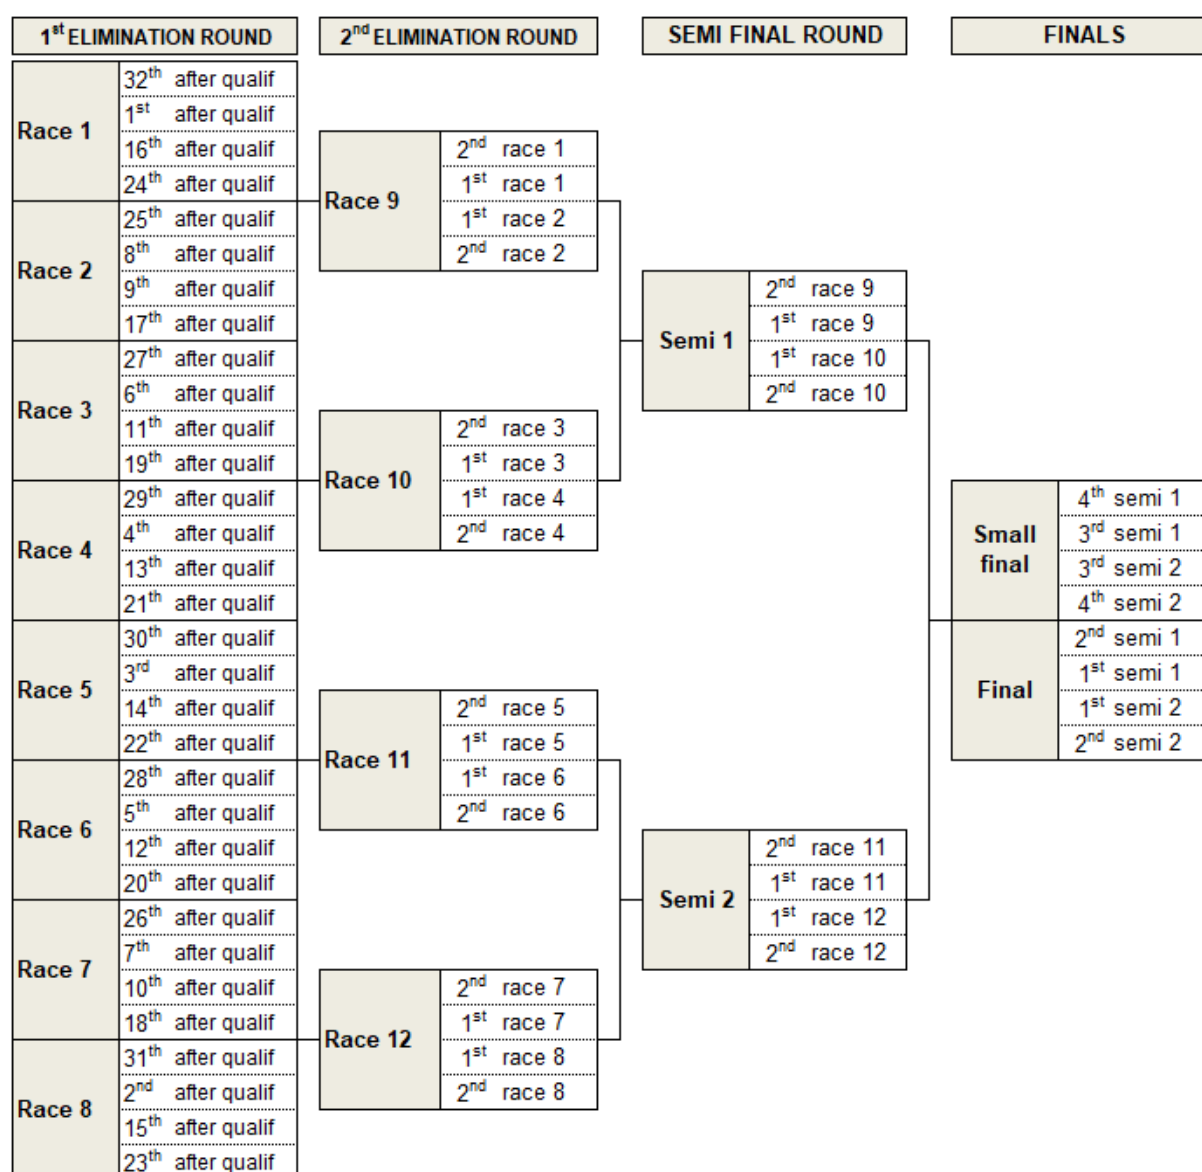 1st ELIMINATION ROUND
32th after qualif
1st after qualif
Race 1
16th after qualif
24th after qualif
25th after qualif
8th after qualif
Race 2
9th after qualif
17th after qualif
27th after qualif
6th after qualif
Race 3
11th after qualif
19th after qualif
29th after qualif
4th after qualif
Race 4
13th after qualif
21th after qualif
30th after qualif
3rd after qualif
Race 5
14th after qualif
22th after qualif
28th after qualif
5th after qualif
Race 6
12th after qualif
20th after qualif
26th after qualif
7th after qualif
Race 7
10th after qualif
18th after qualif
31th after qualif
2nd after qualif
Race 8
15th after qualif
23th after qualif
2nd ELIMINATION ROUND
2nd race 1
1st race 1
Race 9
1st race 2
2nd race 2
2nd race 3
1st race 3
Race 10
1st race 4
2nd race 4
2nd race 5
1st race 5
Race 11
1st race 6
2nd race 6
2nd race 7
1st race 7
Race 12
1st race 8
2nd race 8
SEMI FINAL ROUND
2nd race 9
1st race 9
Semi 1
1st race 10
2nd race 10
2nd race 11
1st race 11
Semi 2
1st race 12
2nd race 12
FINALS
4th semi 1
Small
3rd semi 1
final
3rd semi 2
4th semi 2
2nd semi 1
1st semi 1
Final
1st semi 2
2nd semi 2